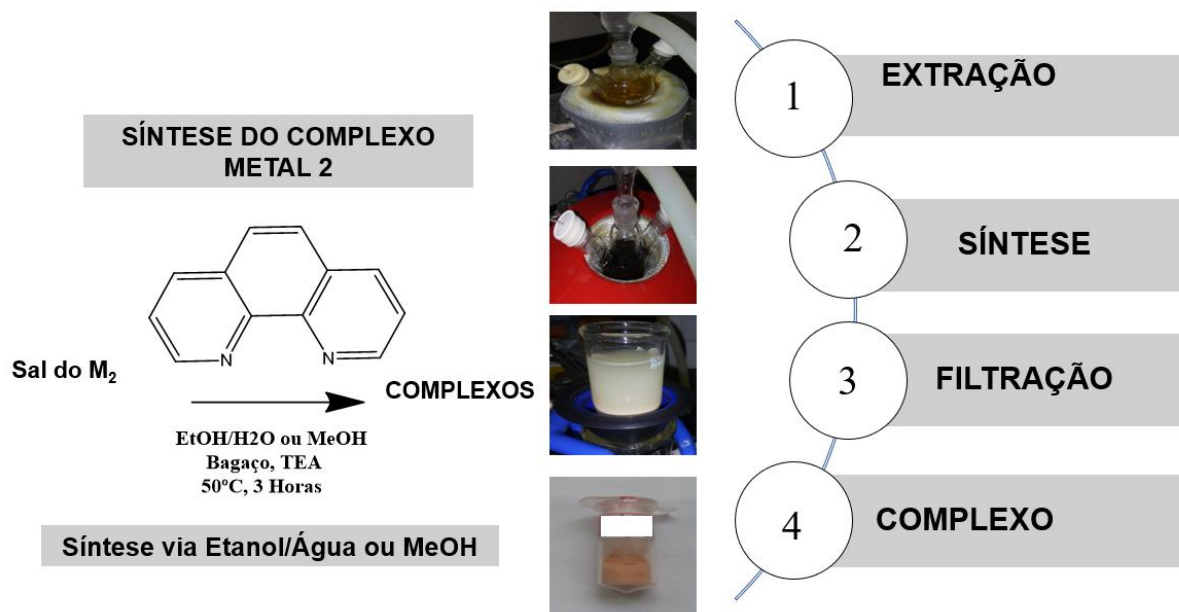 SÍNTESE DO COMPLEXO
METAL 2
N
N
Sal do M₂
COMPLEXOS
EtOH/H2O ou MeOH
Bagaço, TEA
50°C, 3 Horas
Síntese via Etanol/Água ou MeOH
1
EXTRAÇÃO
2
SÍNTESE
3
FILTRAÇÃO
4
COMPLEXO